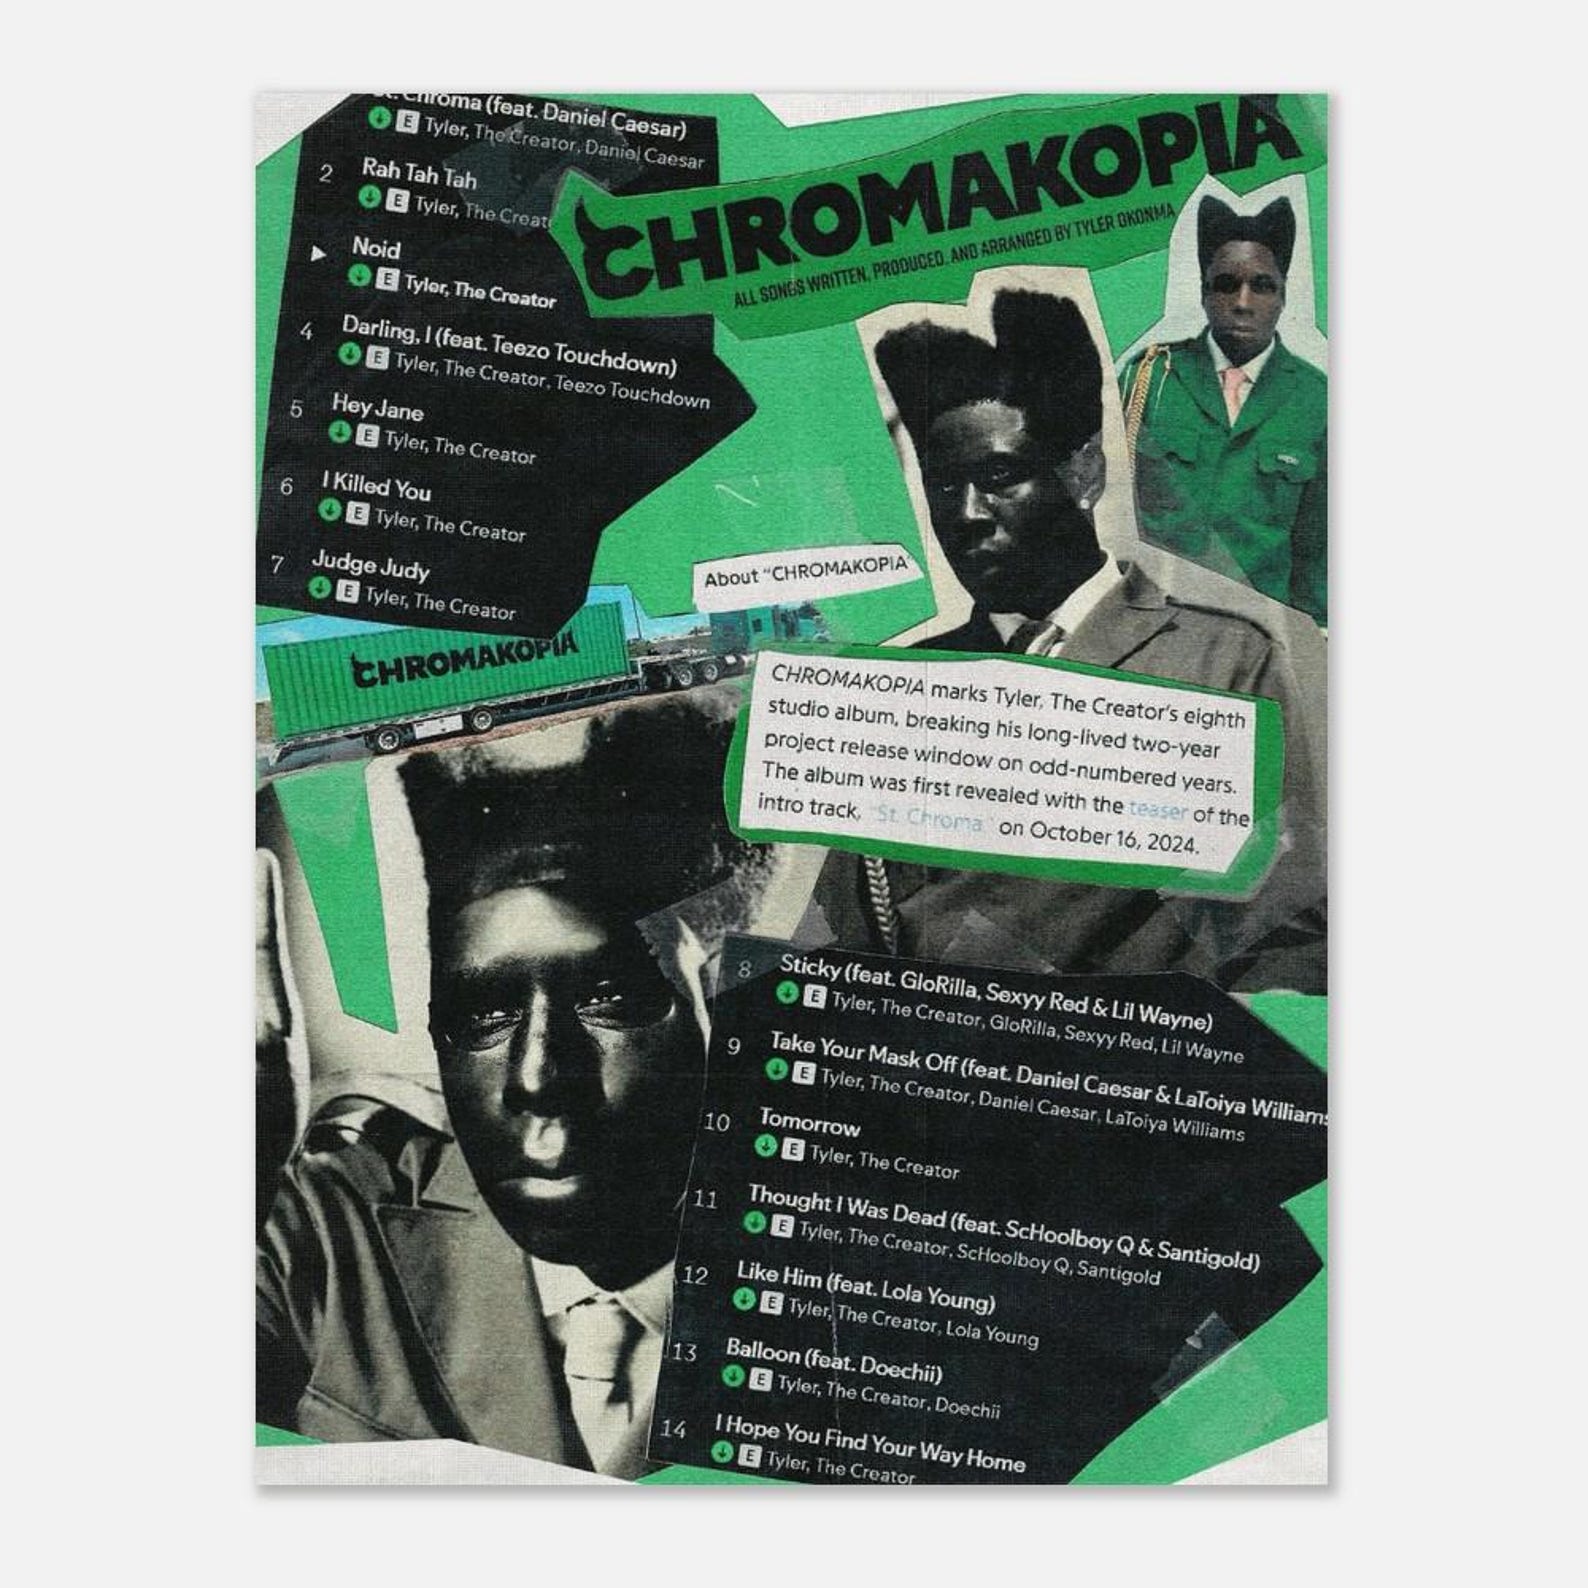 St. Chroma (feat. Daniel Caesar)
E Tyler, The Creator, Daniel Caesar
2 Rah Tah Tah
E Tyler, The Creat
Noid
E Tyler, The Creator
4 Darling, I (feat. Teezo Touchdown)
E Tyler, The Creator, Teezo Touchdown
5 Hey Jane
E Tyler, The Creator
6 I Killed You
E Tyler, The Creator
7 Judge Judy
E Tyler, The Creator
CHROMAKOPIA
ALL SONGS WRITTEN, PRODUCED, AND ARRANGED BY TYLER OKONMA
About "CHROMAKOPIA"
CHROMAKOPIA
CHROMAKOPIA marks Tyler, The Creator's eighth
studio album, breaking his long-lived two-year
project release window on odd-numbered years.
The album was first revealed with the teaser of the
intro track, "St. Chroma" on October 16, 2024.
8 Sticky (feat. GloRilla, Sexyy Red & Lil Wayne)
E Tyler, The Creator, GloRilla, Sexyy Red, Lil Wayne
9 Take Your Mask Off (feat. Daniel Caesar & LaToiya Williams
E Tyler, The Creator, Daniel Caesar, LaToiya Williams
10 Tomorrow
E Tyler, The Creator
11 Thought I Was Dead (feat. ScHoolboy Q & Santigold)
E Tyler, The Creator, ScHoolboy Q, Santigold
12 Like Him (feat. Lola Young)
E Tyler, The Creator, Lola Young
13 Balloon (feat. Doechii)
E Tyler, The Creator, Doechii
14 I Hope You Find Your Way Home
E Tyler, The Creator